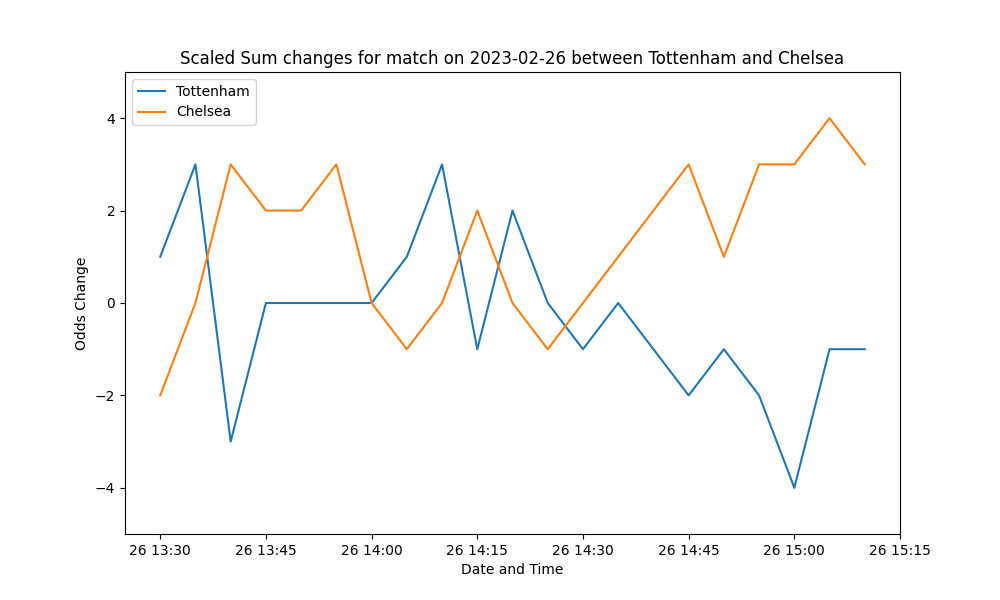 Scaled Sum changes for match on 2023-02-26 between Tottenham and Chelsea
Tottenham
Chelsea
Odds Change
4
2
0
−2
−4
26 13:30 26 13:45 26 14:00 26 14:15 26 14:30 26 14:45 26 15:00 26 15:15
Date and Time